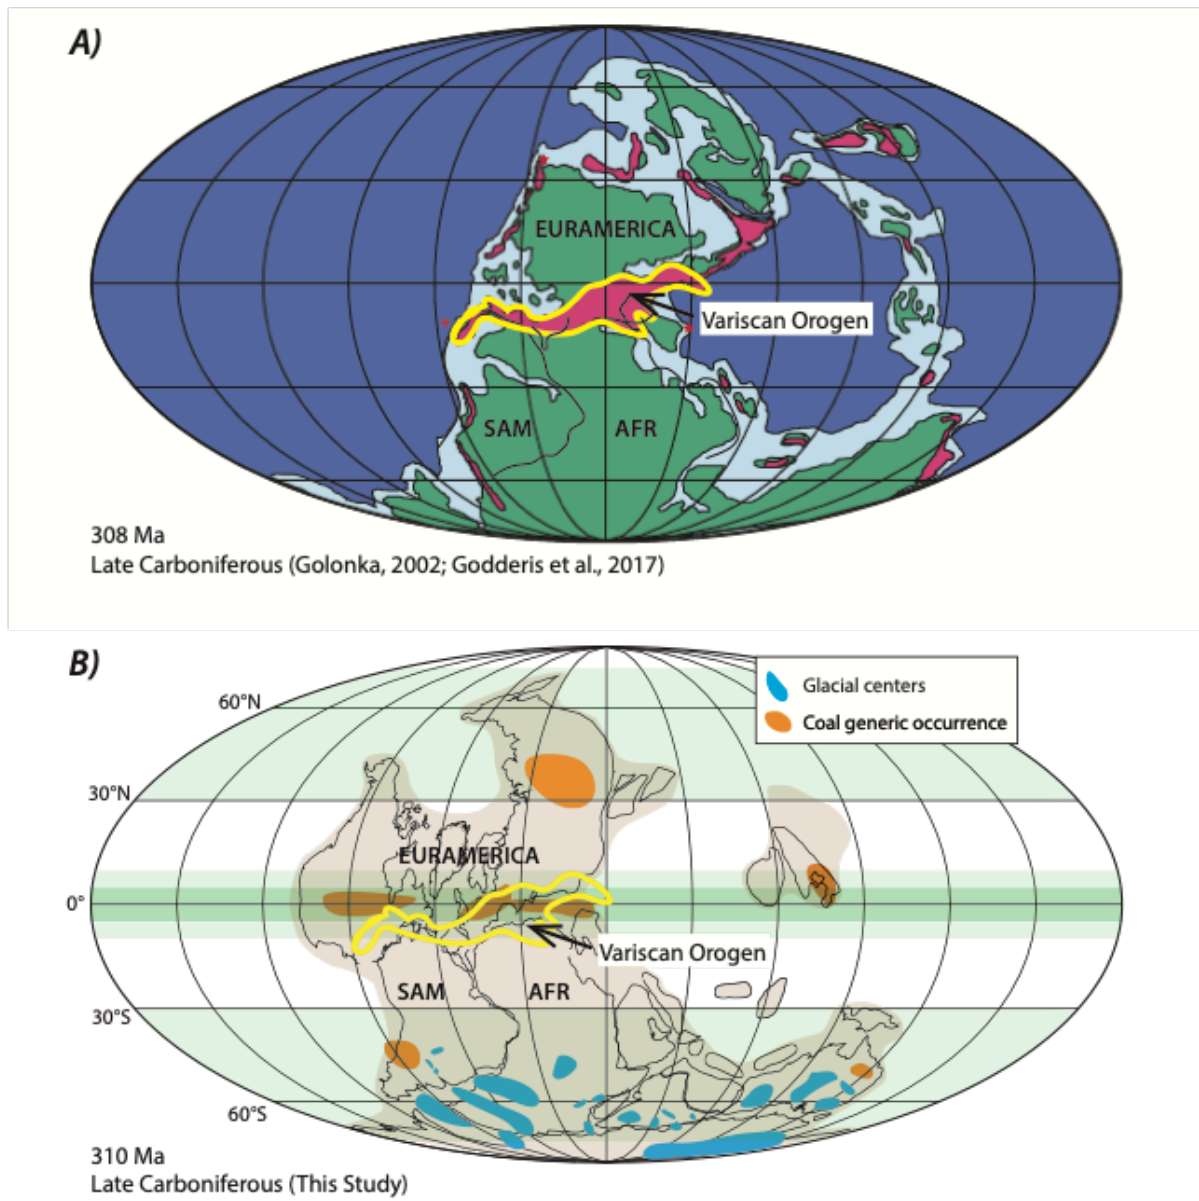 A)
EURAMERICA
Variscan Orogen
SAM
AFR
308 Ma
Late Carboniferous (Golonka, 2002; Godderis et al., 2017)
B)
Glacial centers
Coal generic occurrence
60°N
30°N
EURAMERICA
0°
Variscan Orogen
SAM
AFR
30°S
60°S
310 Ma
Late Carboniferous (This Study)